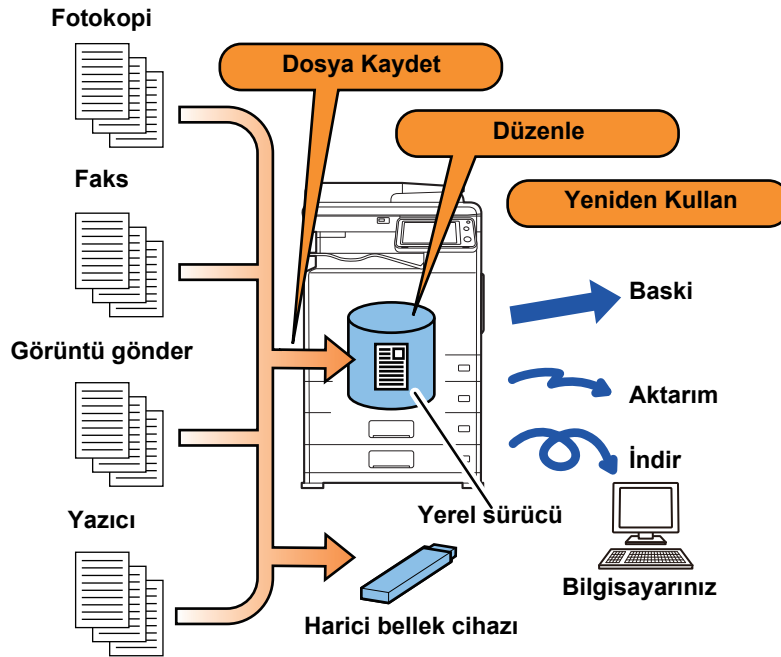 Fotokopi
Dosya Kaydet
Düzenle
Faks
Yeniden Kullan
Baski
Görüntü gönder
Aktarım
İndir
Yazıcı
Yerel sürücü
Bilgisayarınız
Harici bellek cihazı